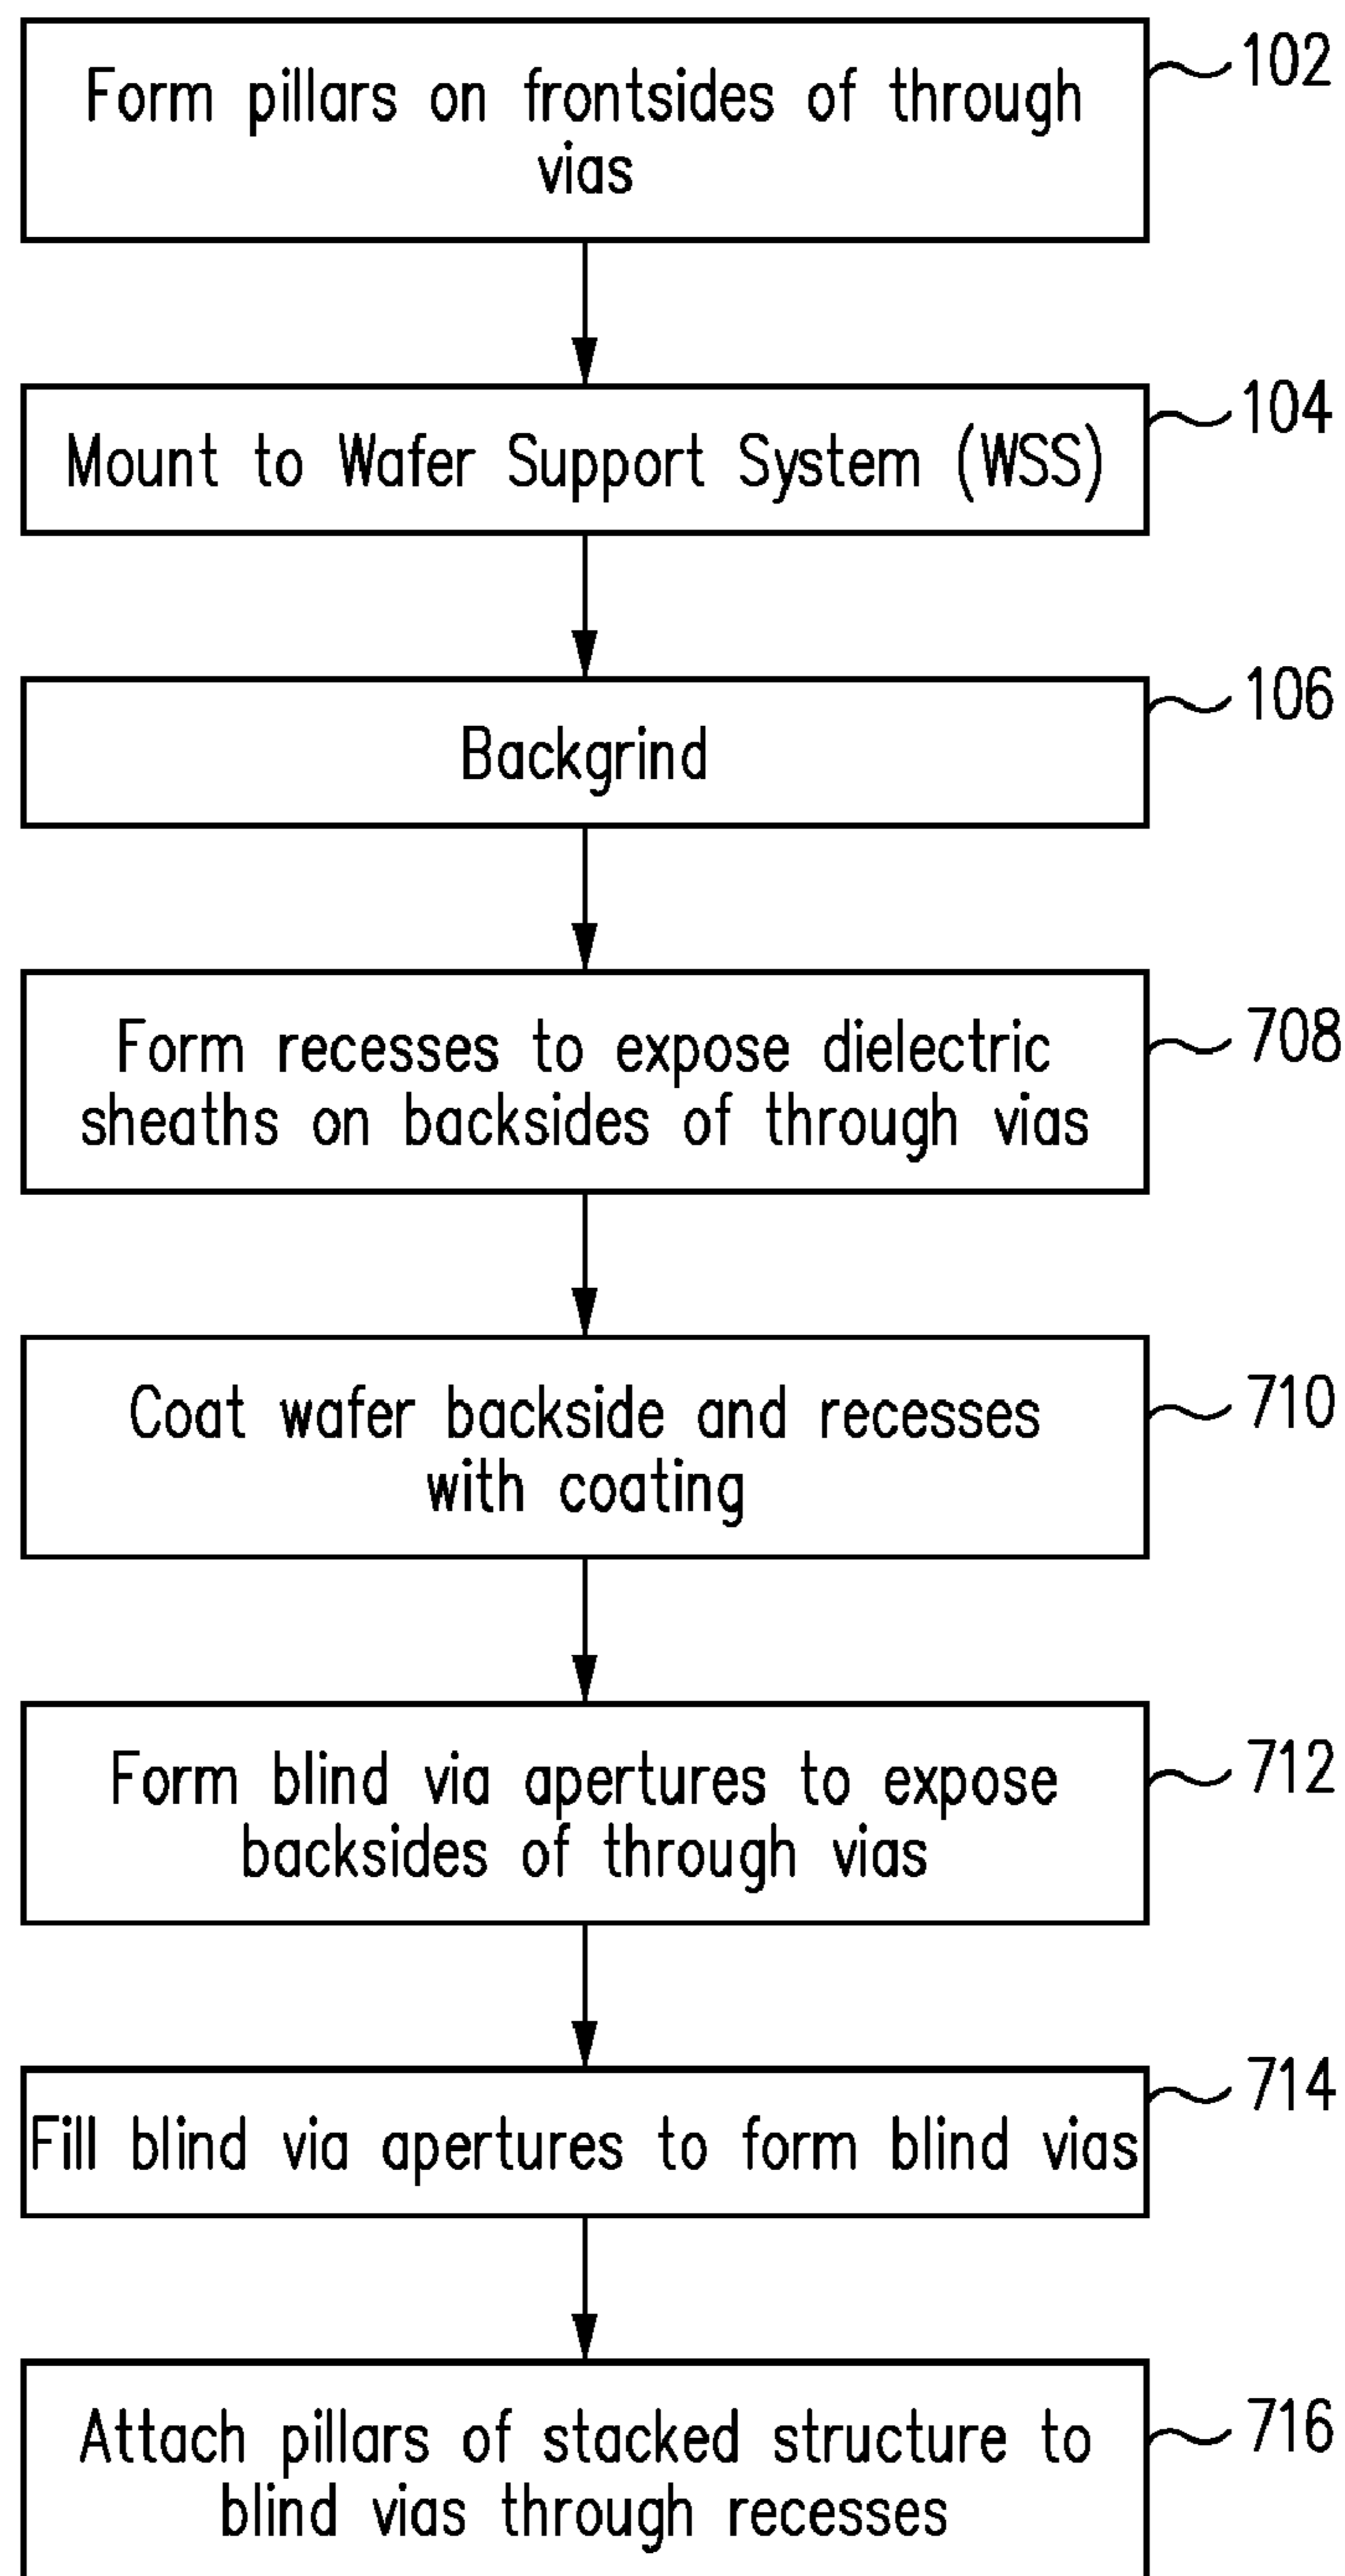 102
Form pillars on frontsides of through
vias
104
Mount to Wafer Support System (WSS)
106
Backgrind
708
Form recesses to expose dielectric
sheaths on backsides of through vias
710
Coat wafer backside and recesses
with coating
712
Form blind via apertures to expose
backsides of through vias
714
Fill blind via apertures to form blind vias
716
Attach pillars of stacked structure to
blind vias through recesses